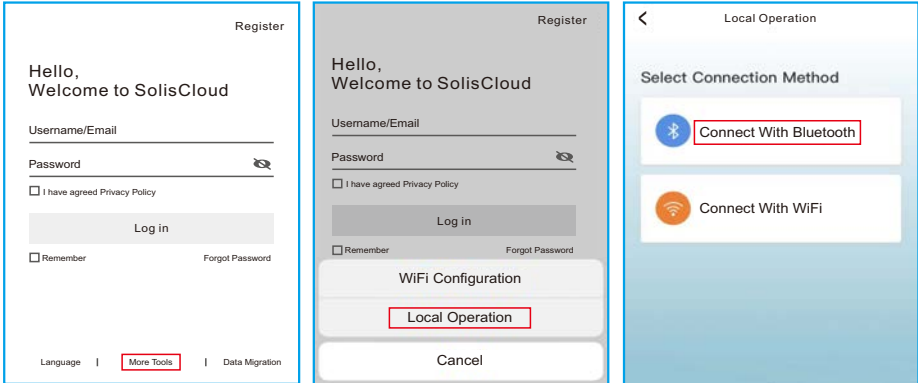 Register
Hello,
Welcome to SolisCloud
Username/Email
Password
I have agreed Privacy Policy
Log in
Remember Forgot Password
Language | More Tools | Data Migration
Register
Hello,
Welcome to SolisCloud
Username/Email
Password
I have agreed Privacy Policy
Log in
Remember Forgot Password
WiFi Configuration
Local Operation
Cancel
Local Operation
Select Connection Method
Connect With Bluetooth
Connect With WiFi